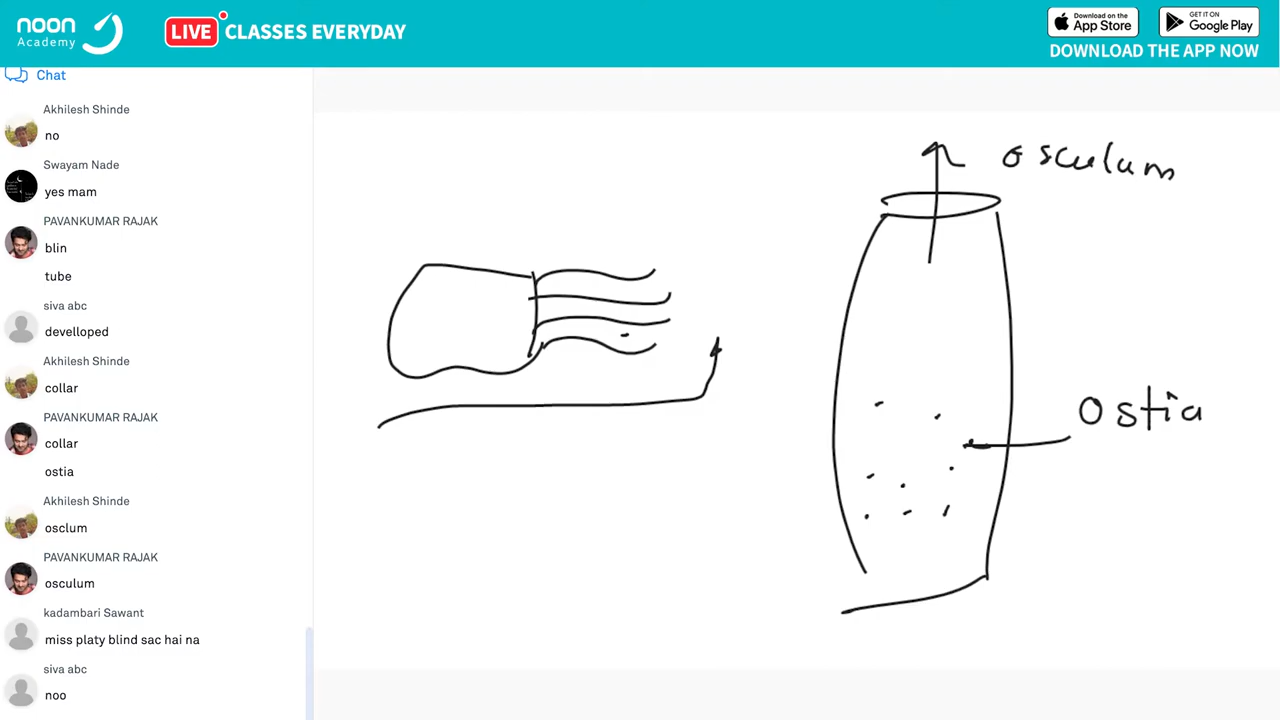 noon
Academy
LIVE CLASSES EVERYDAY
Download on the
App Store
GET IT ON
Google Play
DOWNLOAD THE APP NOW
Chat
Akhilesh Shinde
no
Swayam Nade
yes mam
PAVANKUMAR RAJAK
blin
tube
siva abc
develloped
Akhilesh Shinde
collar
PAVANKUMAR RAJAK
collar
ostia
Akhilesh Shinde
osclum
PAVANKUMAR RAJAK
osculum
kadambari Sawant
miss platy blind sac hai na
siva abc
noo
osculum
ostia